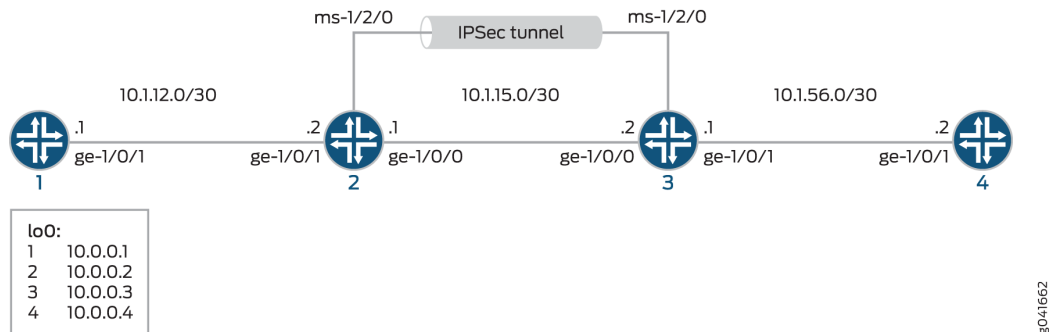 ms-1/2/0 ms-1/2/0
IPSec tunnel
10.1.12.0/30 10.1.15.0/30 10.1.56.0/30
.1 .2 .1 .2 .1 .2
ge-1/0/1 ge-1/0/1 ge-1/0/0 ge-1/0/0 ge-1/0/1 ge-1/0/1
1 2 3 4
lo0:
1 10.0.0.1
2 10.0.0.2
3 10.0.0.3
4 10.0.0.4
g041662